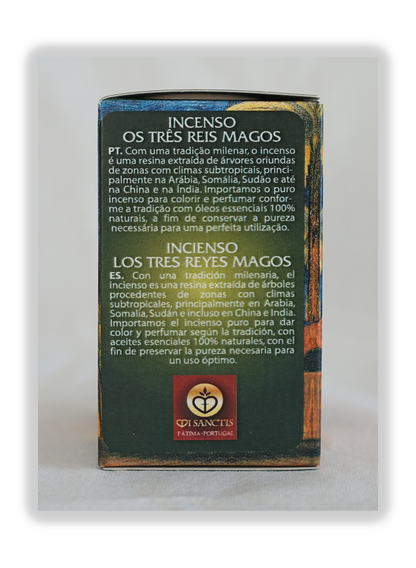 INCENSO
OS TRÊS REIS MAGOS
PT. Com uma tradição milenar, o incenso
é uma resina extraída de árvores oriundas
de zonas com climas subtropicais, princi-
palmente na Arábia, Somália, Sudão e até
na China e na Índia. Importamos o puro
incenso para colorir e perfumar confor-
me a tradição com óleos essenciais 100%
naturais, a fim de conservar a pureza
necessária para uma perfeita utilização.
INCIENSO
LOS TRES REYES MAGOS
ES. Con una tradición milenaria, el
incienso es una resina extraída de árboles
procedentes de zonas con climas
subtropicales, principalmente en Arabia,
Somalia, Sudán e incluso en China e India.
Importamos el incienso puro para dar
color y perfumar según la tradición, con
aceites esenciales 100% naturales, con el
fin de preservar la pureza necesaria para
un uso óptimo.
MI SANCTIS
FÁTIMA-PORTUGAL